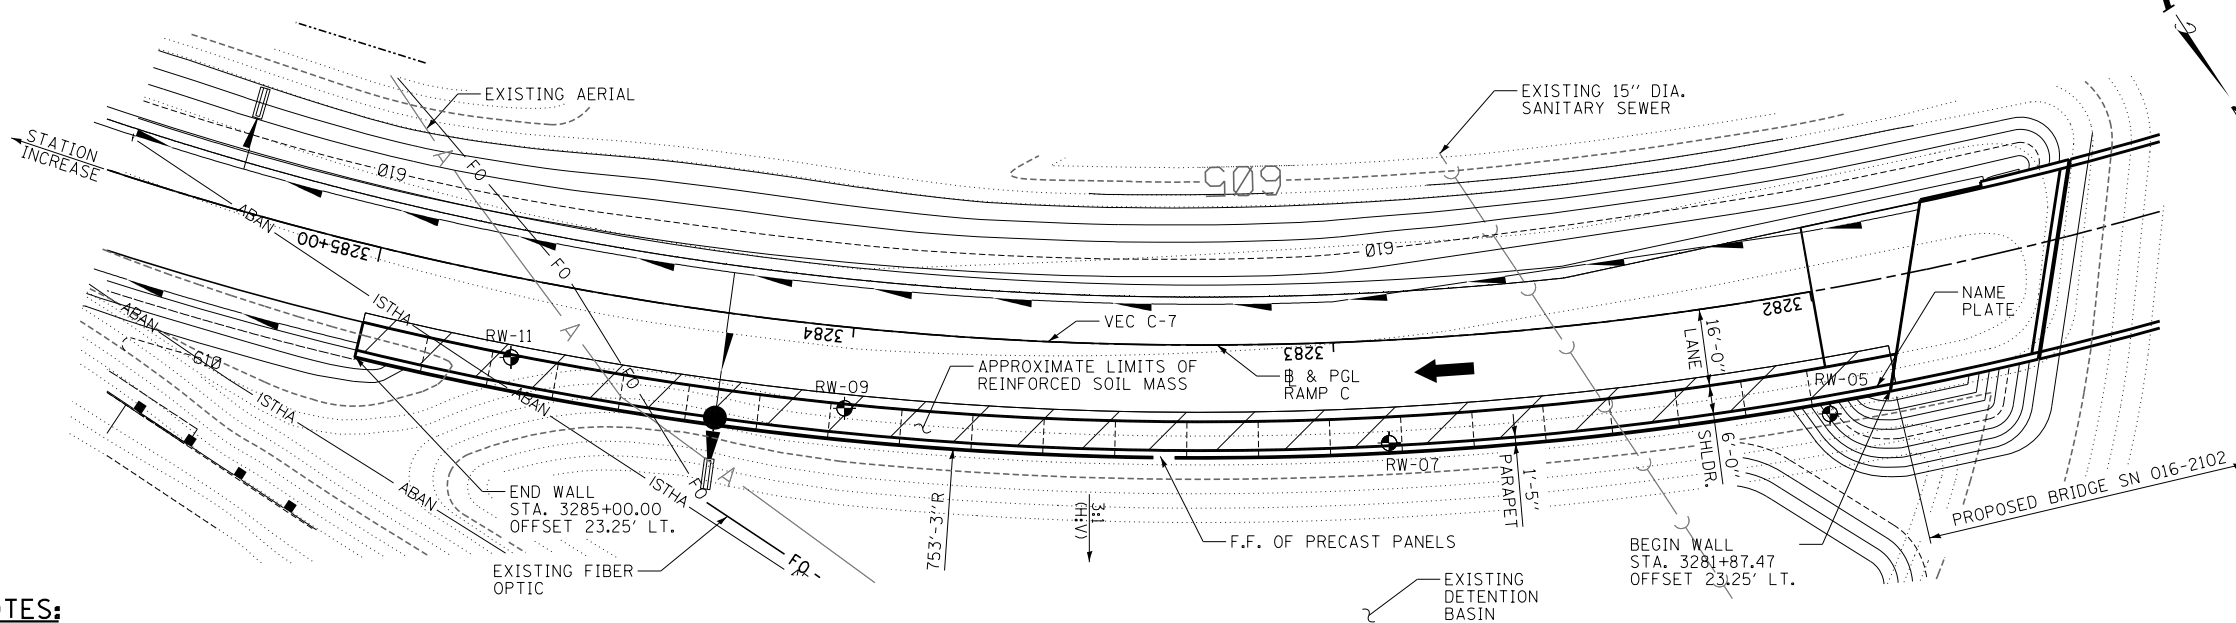 EXISTING AERIAL
EXISTING 15" DIA.
SANITARY SEWER
STATION
INCREASE
A
FO
610
605
ABAN
3285+00
FO
610
ISTHA
3282
NAME
PLATE
ABAN
RW-11
A
3284
VEC C-7
3283
16'-0"
LANE
610
APPROXIMATE LIMITS OF
REINFORCED SOIL MASS
℄ & PGL
RAMP C
FO
RW-09
RW-05
ISTHA
ABAN
RW-07
6'-0"
SHLDR.
A
ABAN
ISTHA
FO
END WALL
STA. 3285+00.00
OFFSET 23.25' LT.
753'-3"R
3:1
(H:V)
1'-5"
PARAPET
PROPOSED BRIDGE SN 016-2102
F.F. OF PRECAST PANELS
BEGIN WALL
STA. 3281+87.47
OFFSET 23.25' LT.
EXISTING FIBER
OPTIC
FO
EXISTING
DETENTION
BASIN
OTES: